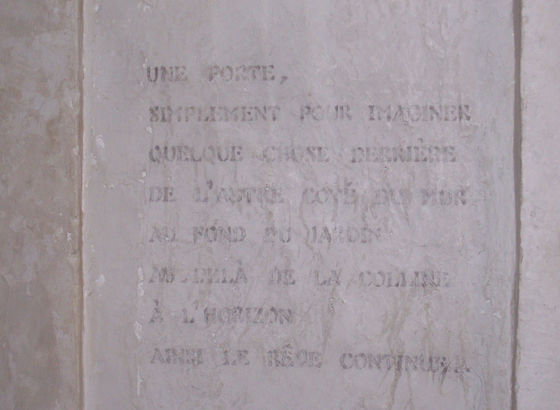 UNE PORTE,
SIMPLEMENT POUR IMAGINER
QUELQUE CHOSE DERRIÈRE
DE L'AUTRE COTÉ DU MUR
AU FOND DU JARDIN
AU DELÀ DE LA COLLINE
À L'HORIZON
AINSI LE RÊVE CONTINUERA